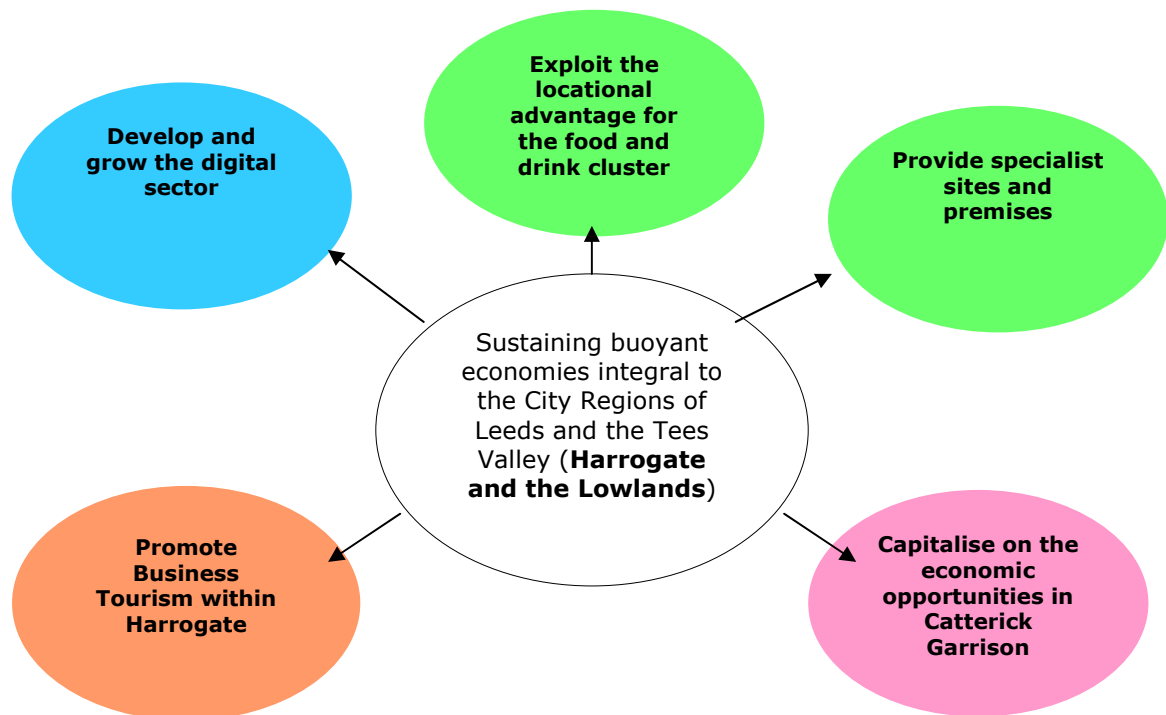 Exploit the
locational
advantage for
the food and
drink cluster
Develop and
grow the digital
sector
Provide specialist
sites and
premises
Sustaining buoyant
economies integral to
the City Regions of
Leeds and the Tees
Valley (Harrogate
and the Lowlands)
Promote
Business
Tourism within
Harrogate
Capitalise on the
economic
opportunities in
Catterick
Garrison